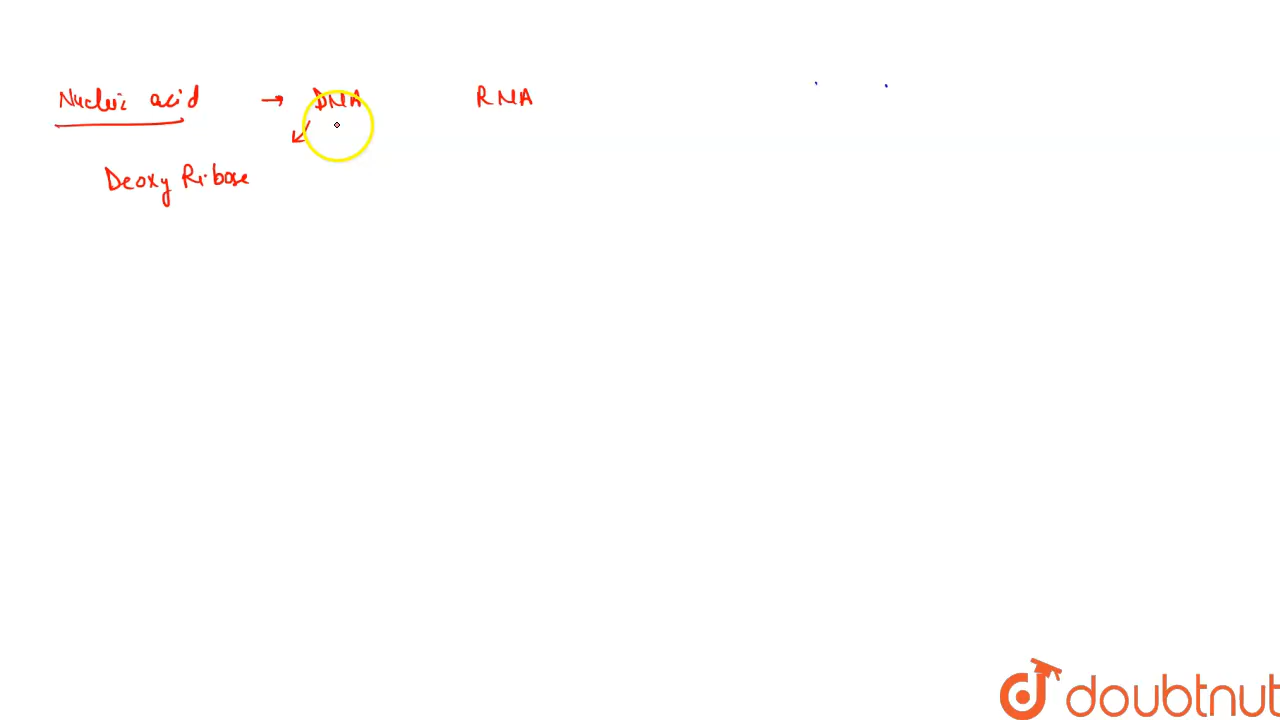 Nucleic acid → DNA RNA
Deoxy Ribose
doubtnut